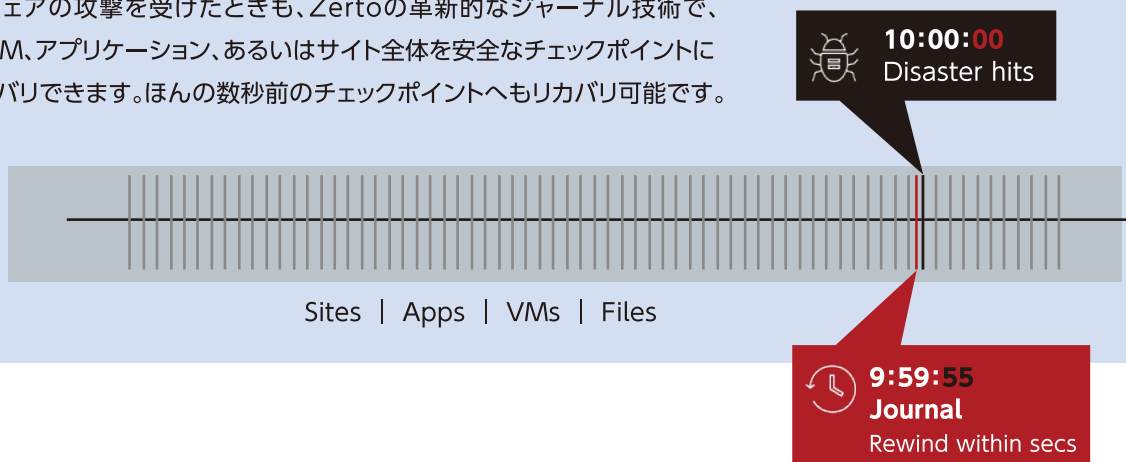 ェアの攻撃を受けたときも、Zertoの革新的なジャーナル技術で、
M、アプリケーション、あるいはサイト全体を安全なチェックポイントに
バリできます。ほんの数秒前のチェックポイントへもリカバリ可能です。
10:00:00
Disaster hits
Sites | Apps | VMs | Files
9:59:55
Journal
Rewind within secs